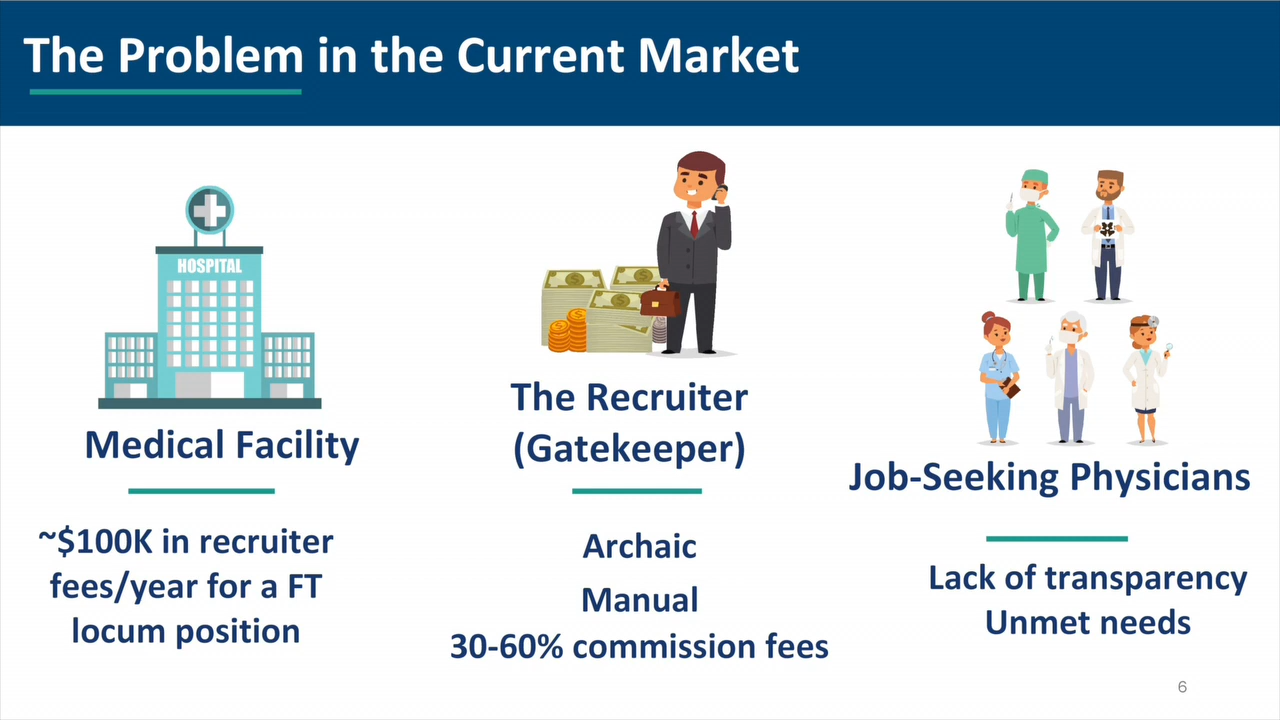 The Problem in the Current Market
HOSPITAL
Medical Facility
~$100K in recruiter
fees/year for a FT
locum position
The Recruiter
(Gatekeeper)
Archaic
Manual
30-60% commission fees
Job-Seeking Physicians
Lack of transparency
Unmet needs
6